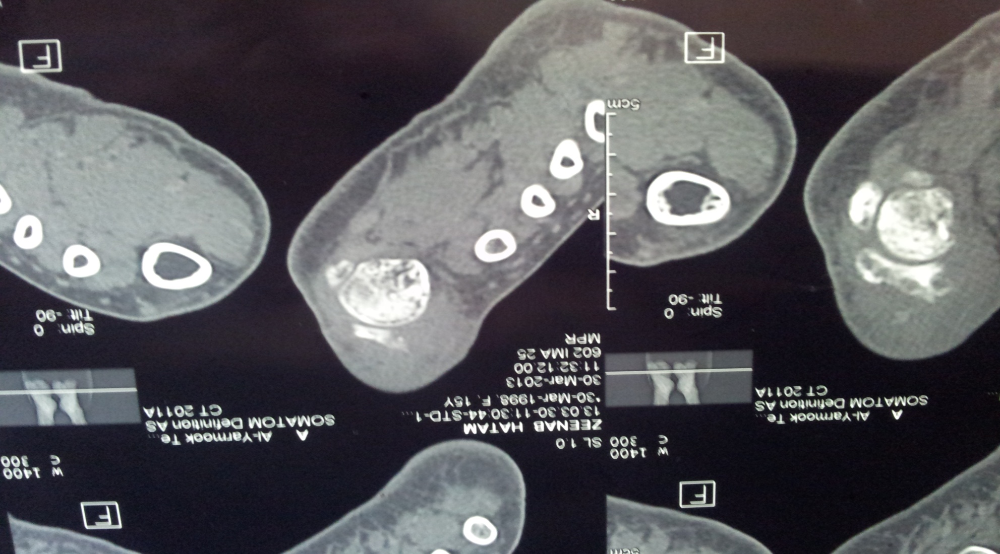 F
F
W 1400
C 300
Al-Yarmook Te...
A
SOMATOM Definition AS
CT 2011A
Spin: 0
Tilt: -90
F
SL 1.0
ZEENAB HATAM
13.03.30-11:30:44-STD-1...
*30-Mar-1998, F, 15Y
30-Mar-2013
11:32:12.00
602 IMA 25
MPR
R
5cm
W 1400
C 300
Al-Yarmook Te...
A
SOMATOM Definition AS
CT 2011A
Spin: 0
Tilt: -90
F